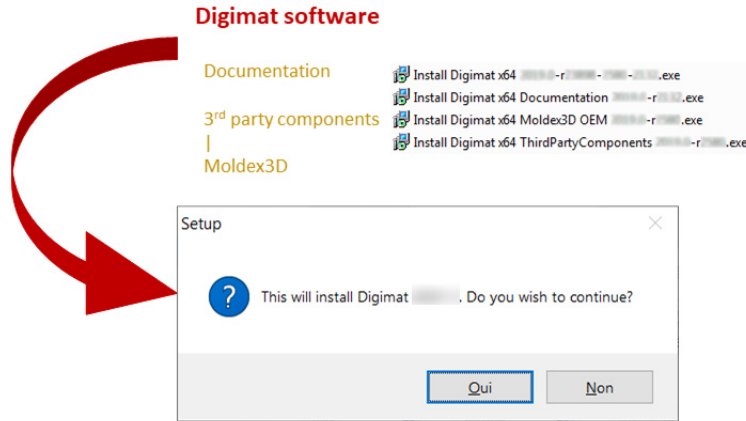 Digimat software
Documentation
3rd party components
|
Moldex3D
Install Digimat x64 -r - - .exe
Install Digimat x64 Documentation -r .exe
Install Digimat x64 Moldex3D OEM -r .exe
Install Digimat x64 ThirdPartyComponents -r .exe
Setup
This will install Digimat . Do you wish to continue?
Oui
Non